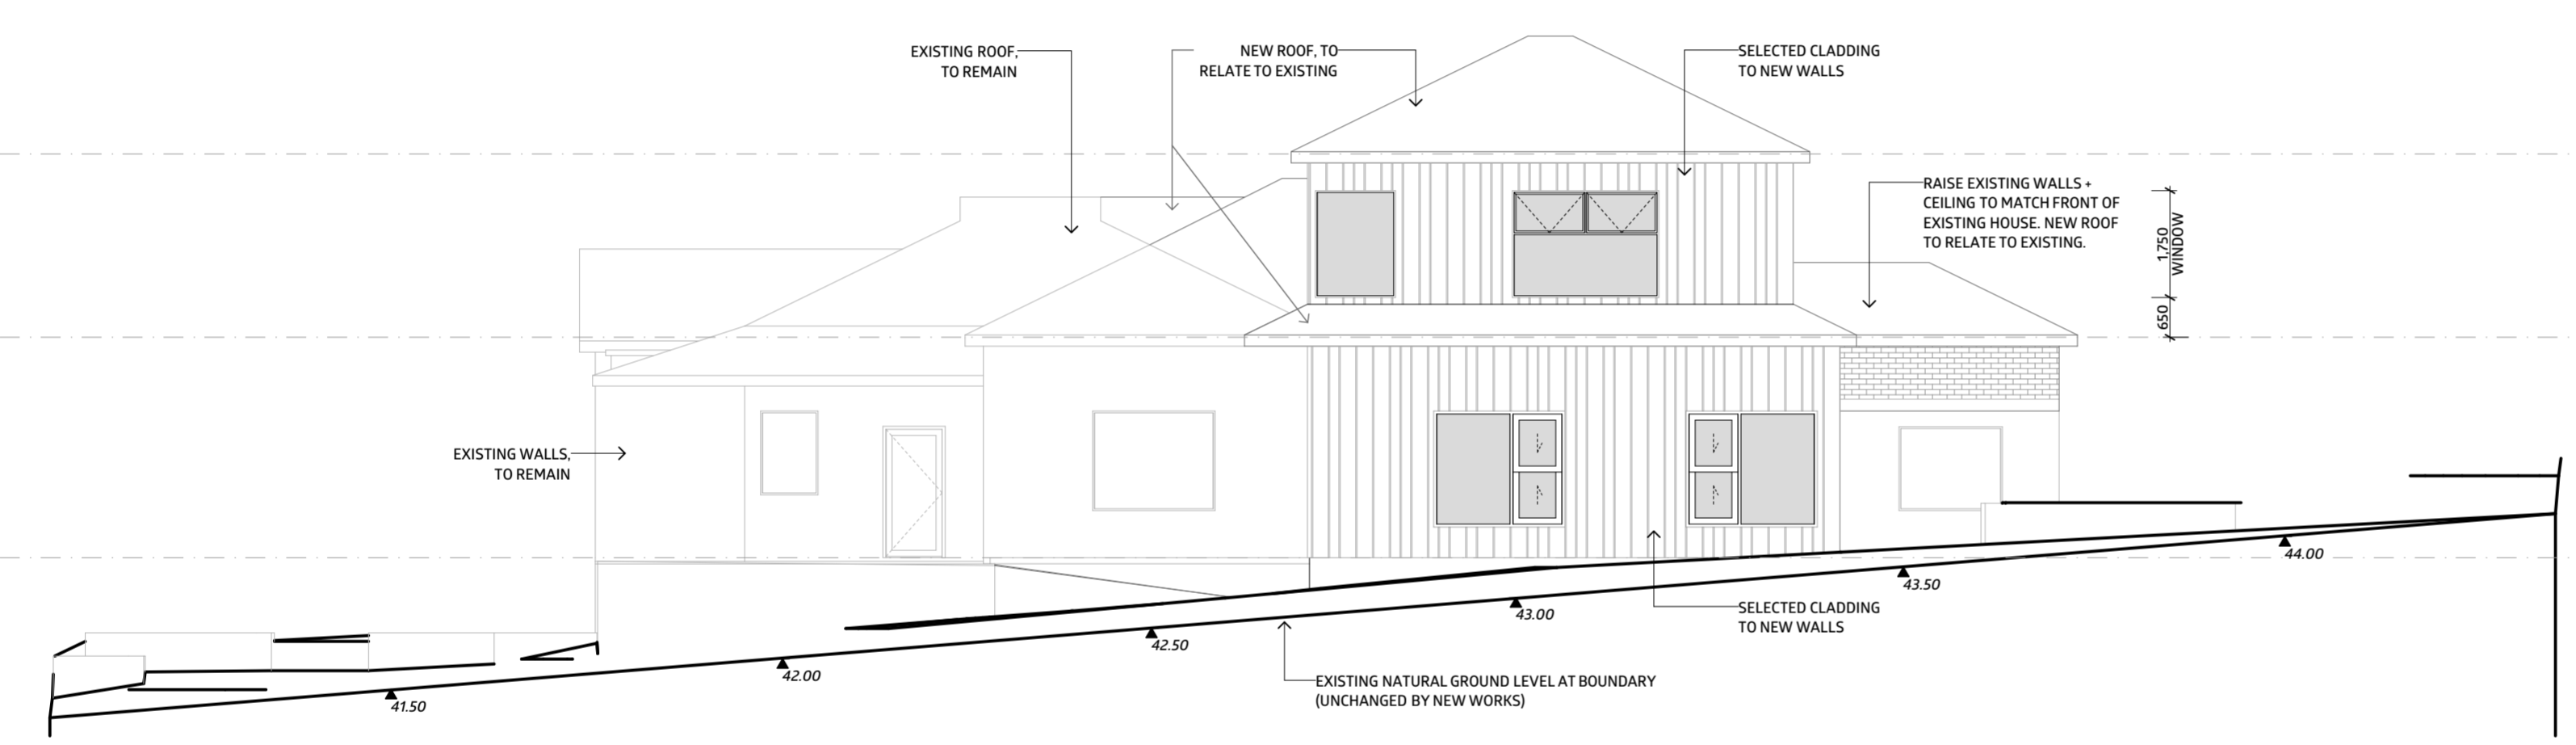 EXISTING ROOF,
TO REMAIN
NEW ROOF, TO
RELATE TO EXISTING
SELECTED CLADDING
TO NEW WALLS
RAISE EXISTING WALLS +
CEILING TO MATCH FRONT OF
EXISTING HOUSE. NEW ROOF
TO RELATE TO EXISTING.
1,750
WINDOW
650
EXISTING WALLS,
TO REMAIN
44.00
43.50
43.00
SELECTED CLADDING
TO NEW WALLS
42.50
42.00
EXISTING NATURAL GROUND LEVEL AT BOUNDARY
(UNCHANGED BY NEW WORKS)
41.50